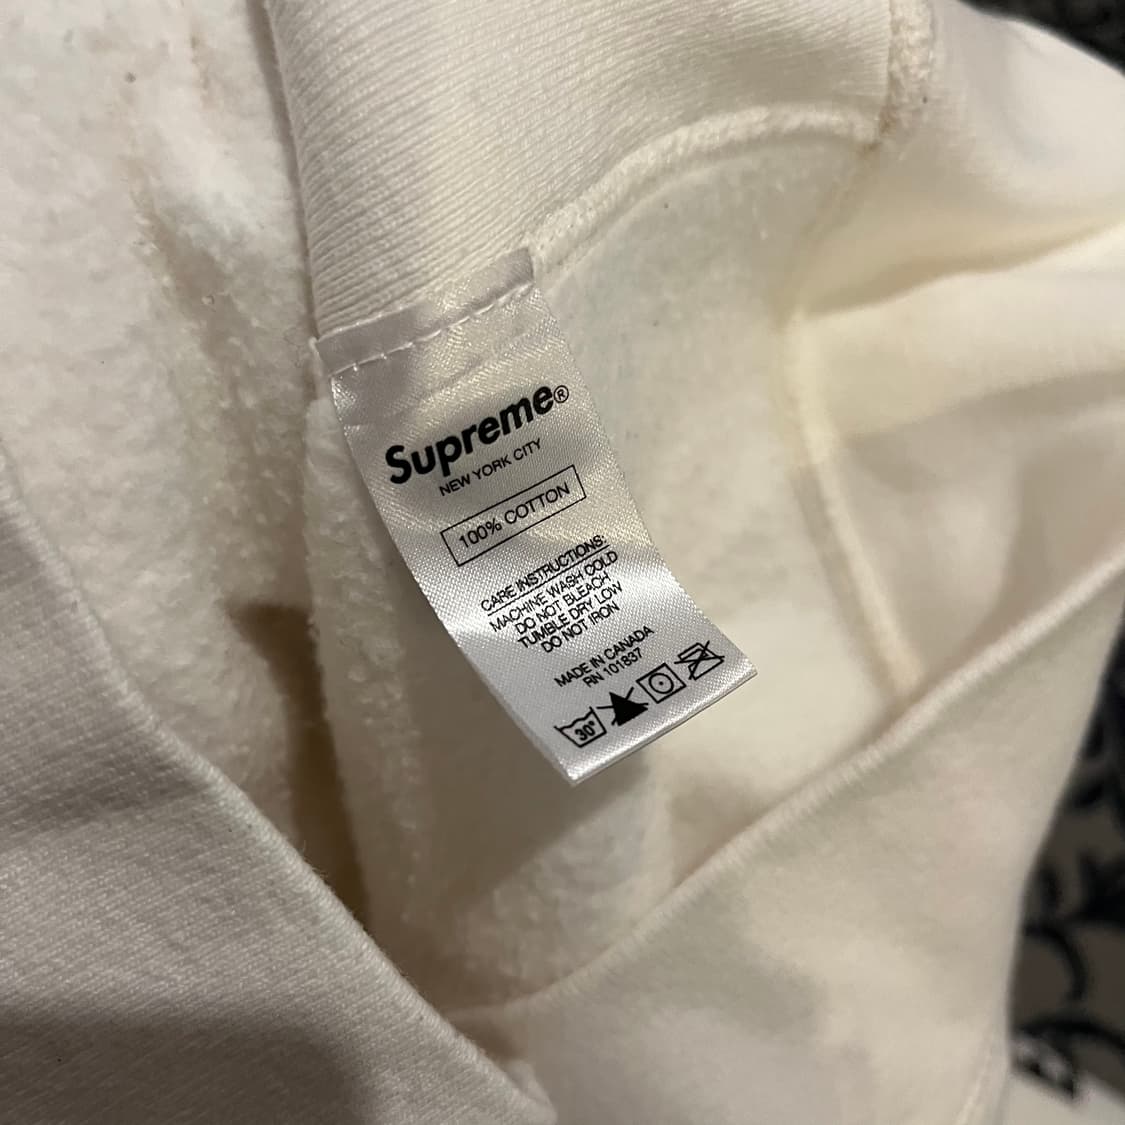 Supreme®
NEW YORK CITY
100% COTTON
CARE INSTRUCTIONS:
MACHINE WASH COLD
DO NOT BLEACH
TUMBLE DRY LOW
DO NOT IRON
MADE IN CANADA
RN 101837
30°